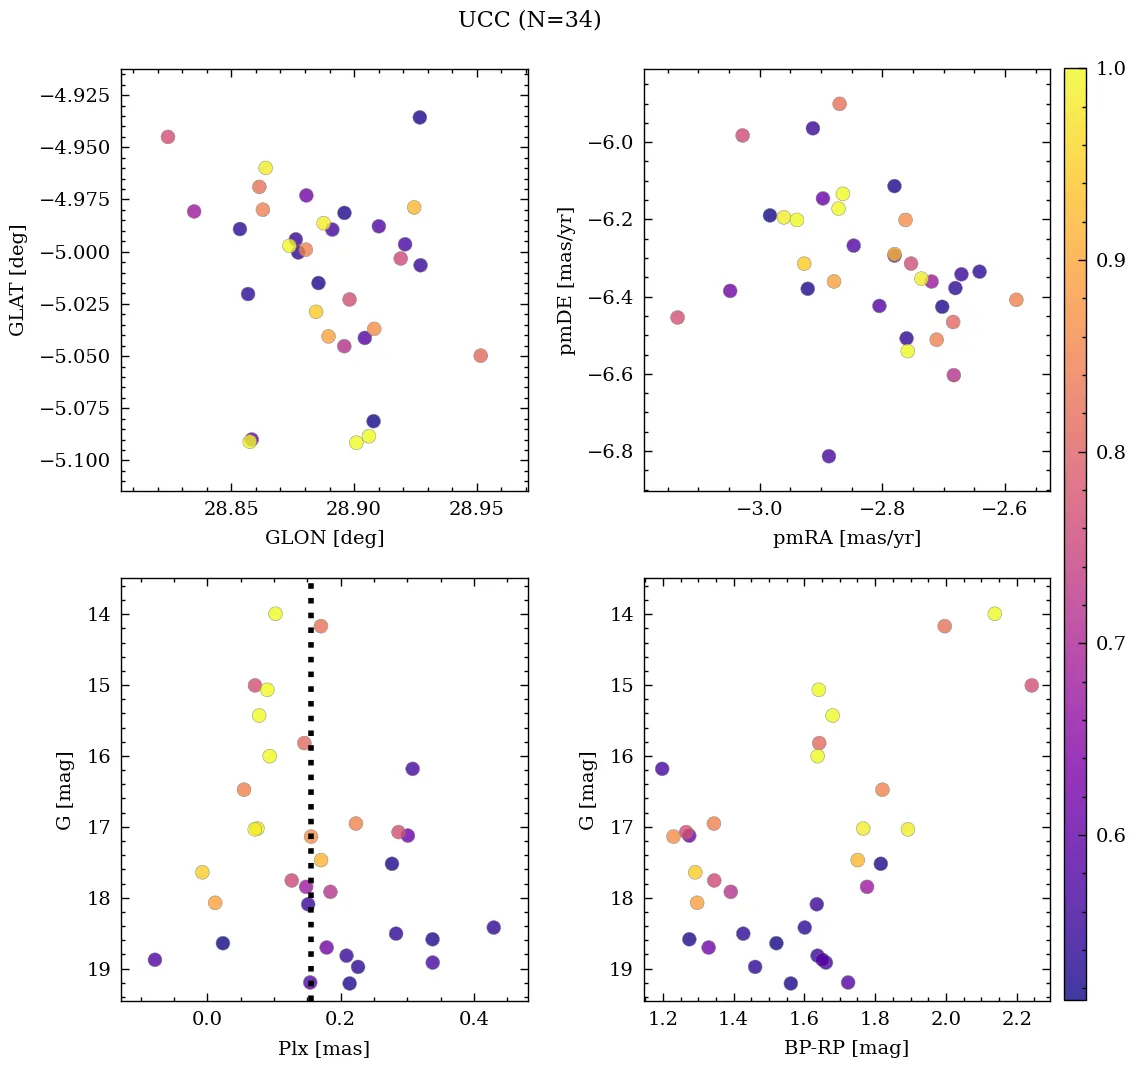 UCC (N=34)
−4.925
−4.950
−4.975
−5.000
−5.025
−5.050
−5.075
−5.100
GLAT [deg]
28.85 28.90 28.95
GLON [deg]
−6.0
−6.2
−6.4
−6.6
−6.8
pmDE [mas/yr]
−3.0 −2.8 −2.6
pmRA [mas/yr]
1.0
0.9
0.8
0.7
0.6
14
15
16
17
18
19
G [mag]
0.0 0.2 0.4
Plx [mas]
14
15
16
17
18
19
G [mag]
1.2 1.4 1.6 1.8 2.0 2.2
BP-RP [mag]